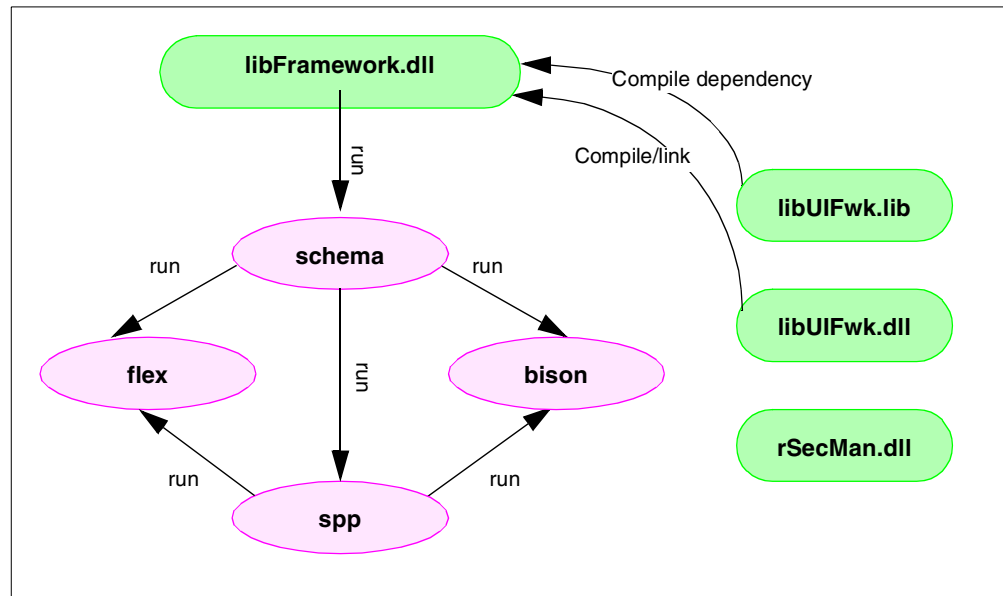 libFramework.dll
Compile dependency
run
Compile/link
libUIFwk.lib
schema
run
run
libUIFwk.dll
flex
run
bison
rSecMan.dll
run
run
spp